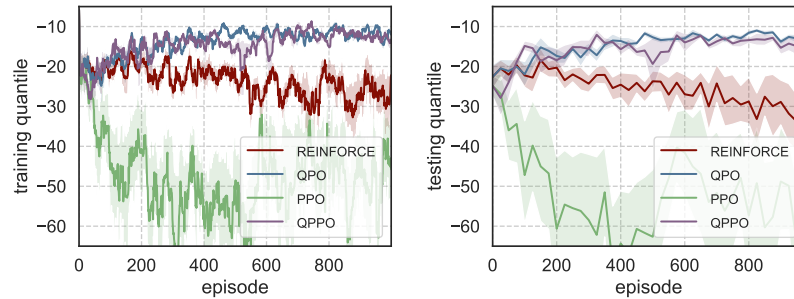 −10
−20
−30
−40
−50
−60
training quantile
0
200
400
600
800
episode
REINFORCE
QPO
PPO
QPPO
−10
−20
−30
−40
−50
−60
testing quantile
0
200
400
600
800
episode
REINFORCE
QPO
PPO
QPPO